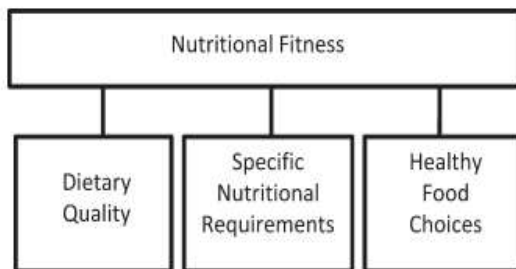 Nutritional Fitness
Dietary
Quality
Specific
Nutritional
Requirements
Healthy
Food
Choices